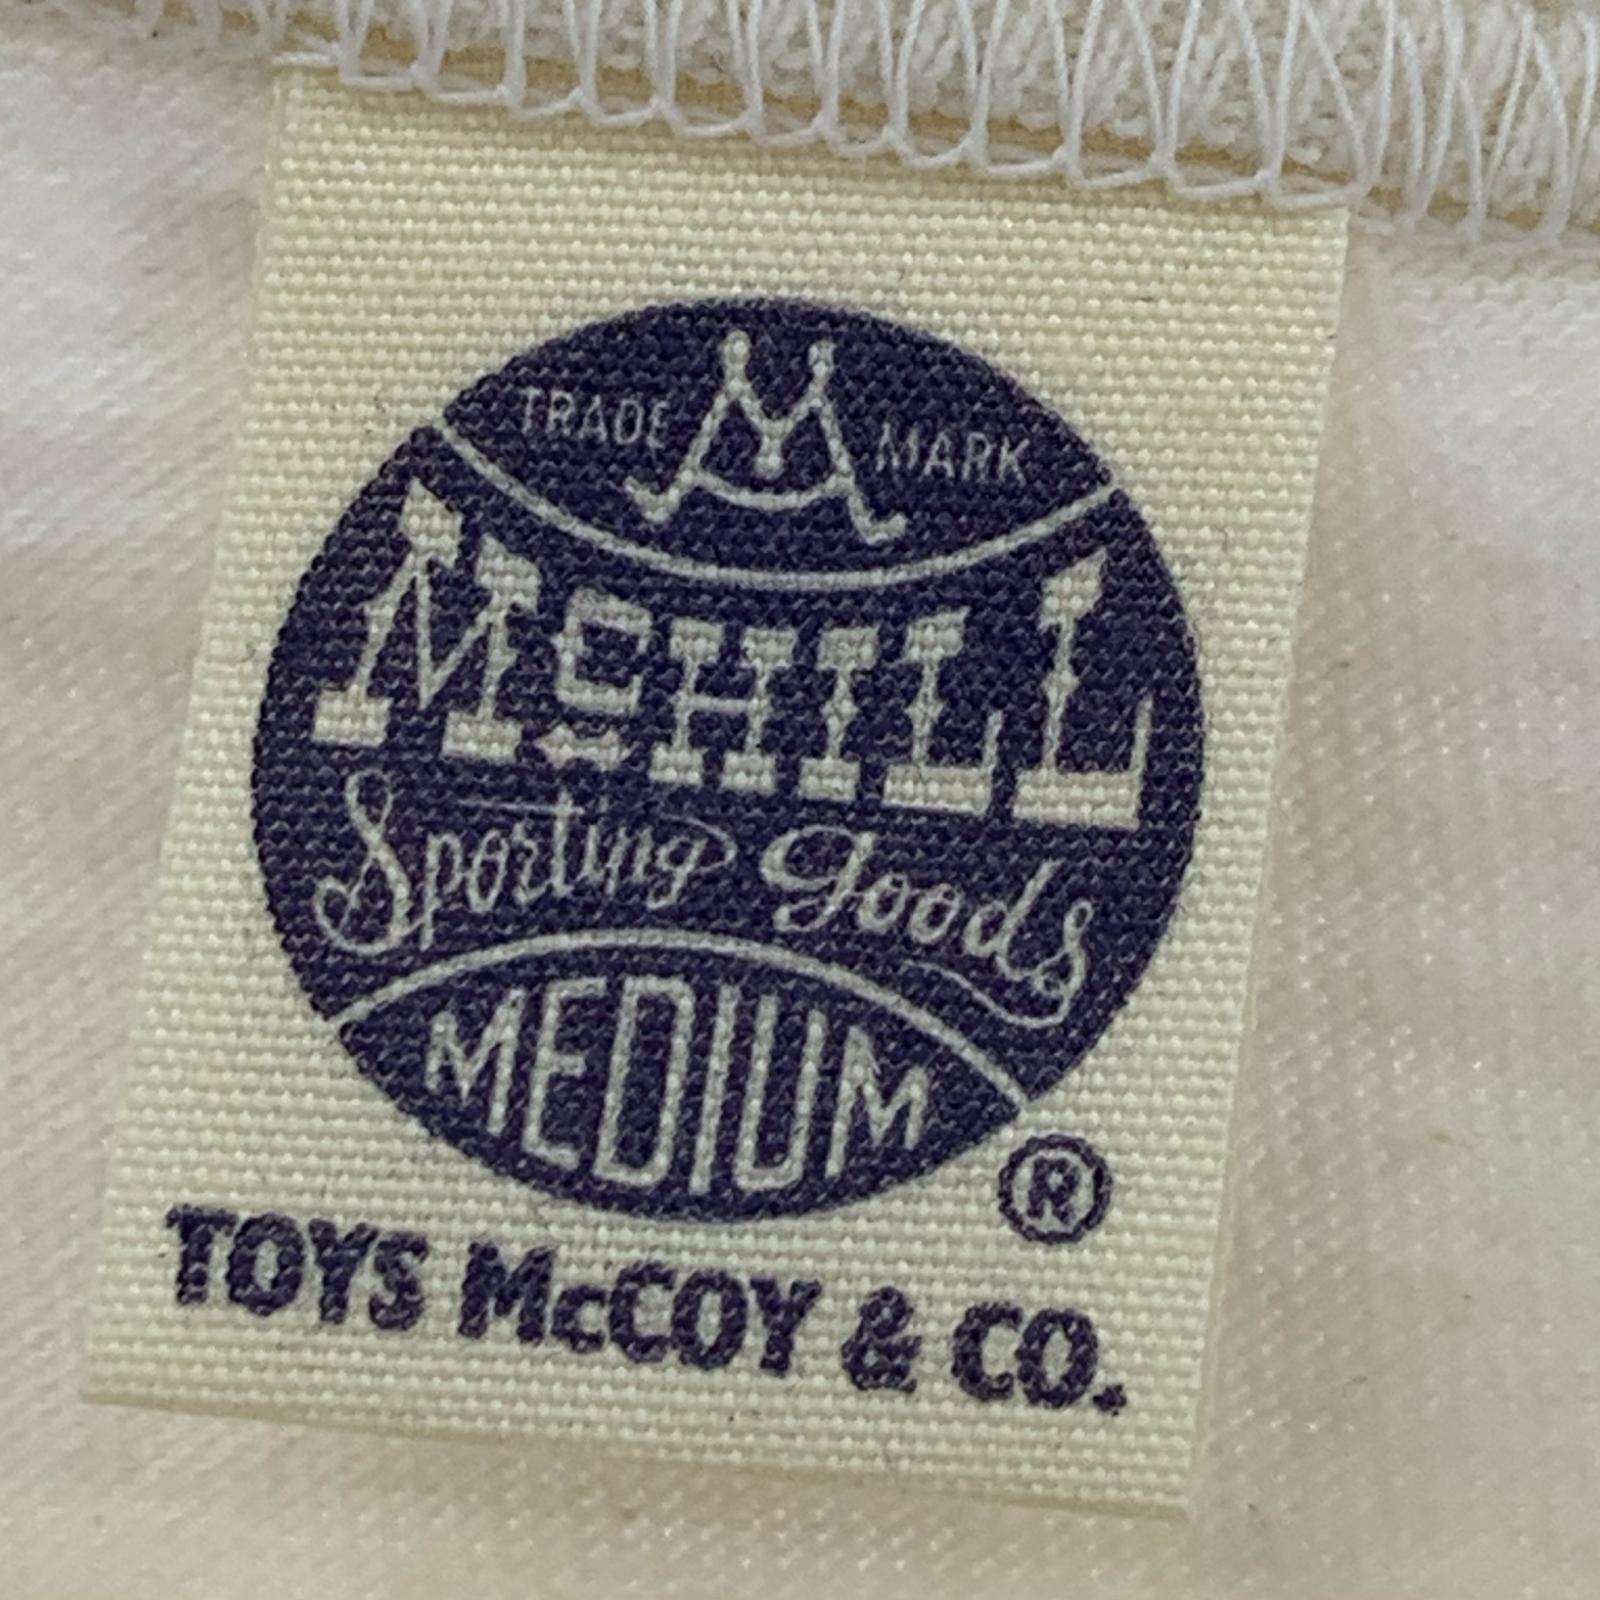 TRADE M MARK
McHILL
Sporting Goods
MEDIUM
®
TOYS McCOY & CO.